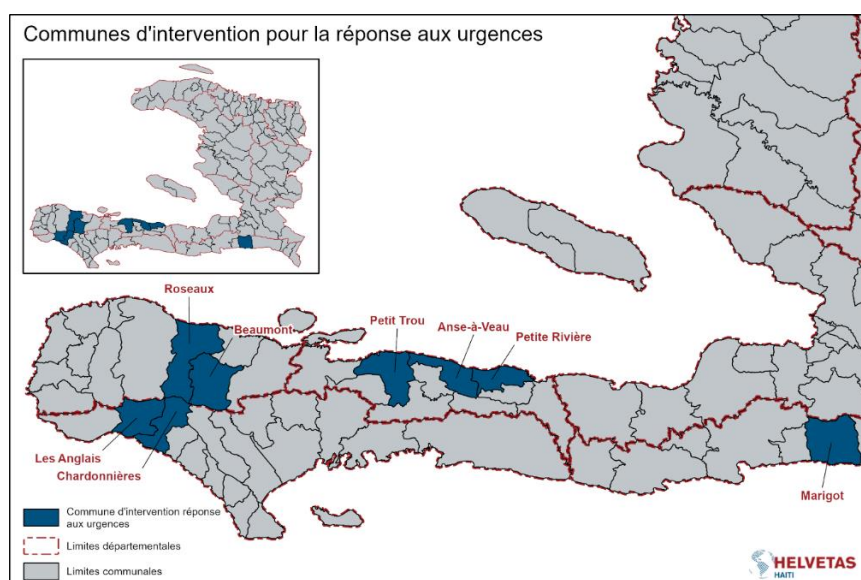 Communes d'intervention pour la réponse aux urgences
Roseaux
Beaumont
Petit Trou
Anse-à-Veau
Petite Rivière
Les Anglais
Chardonnières
Marigot
Commune d'intervention réponse
aux urgences
Limites départementales
Limites communales
HELVETAS
HAITI